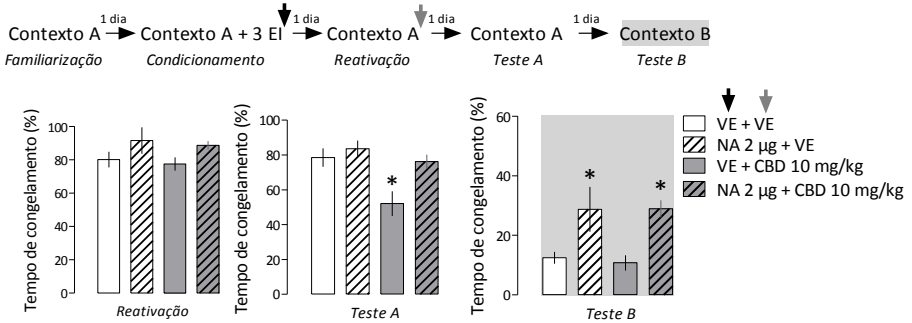 1 dia 1 dia 1 dia 1 dia
Contexto A Contexto A + 3 EI Contexto A Contexto A Contexto B
Familiarização Condicionamento Reativação Teste A Teste B
Tempo de congelamento (%)
100
80
60
40
20
0
Reativação
Tempo de congelamento (%)
100
80
60
40
20
0
*
Teste A
Tempo de congelamento (%)
60
40
20
0
* *
Teste B
VE + VE
NA 2 µg + VE
VE + CBD 10 mg/kg
NA 2 µg + CBD 10 mg/kg